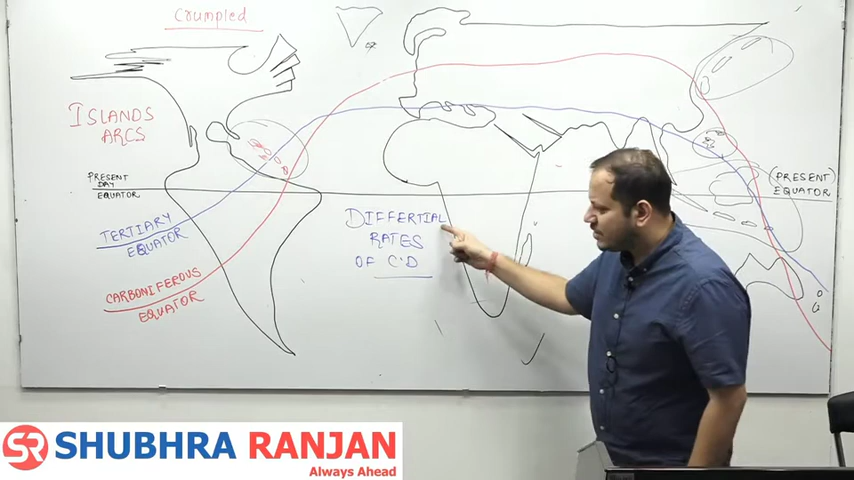 Crumpled
ISLANDS
ARCS
PRESENT
DAY
EQUATOR
TERTIARY
EQUATOR
CARBONIFEROUS
EQUATOR
DIFFERTIAL
RATES
OF C.D
(PRESENT)
EQUATOR
SR SHUBHRA RANJAN
Always Ahead